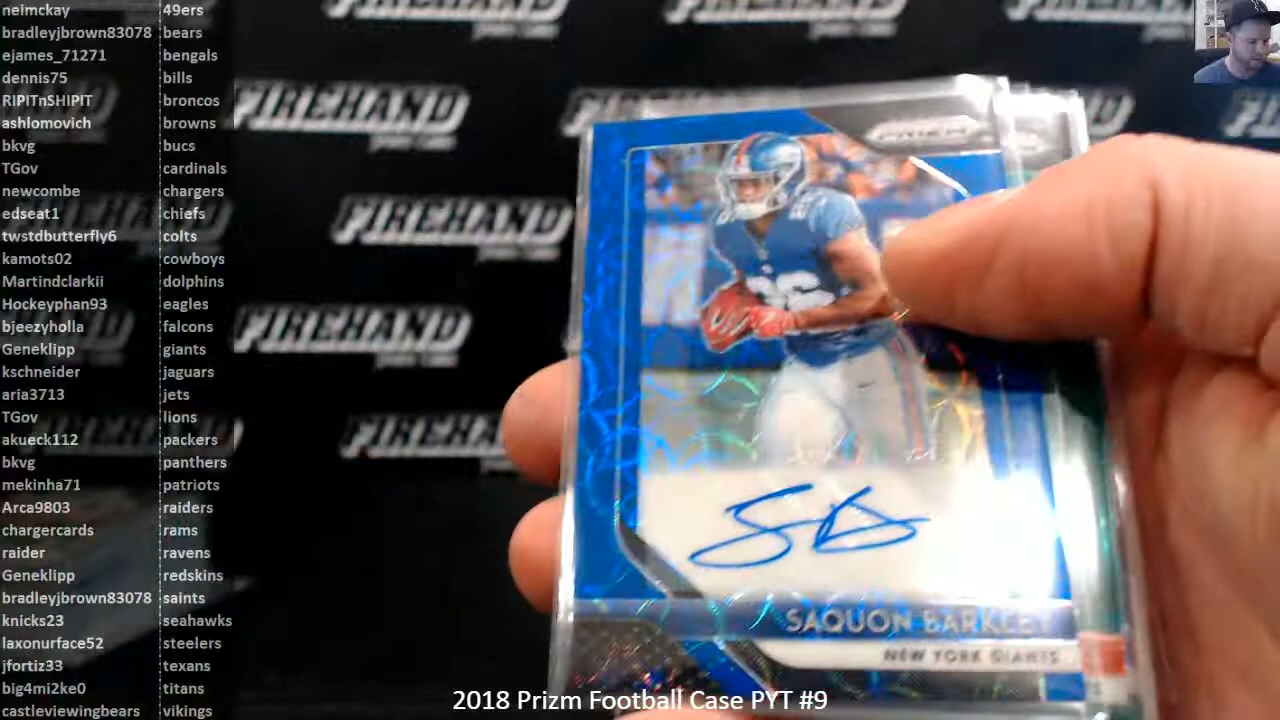 neimckay 49ers
bradleyjbrown83078 bears
ejames_71271 bengals
dennis75 bills
RIPITnSHIPIT broncos
ashlomovich browns
bkvg bucs
TGov cardinals
newcombe chargers
edseat1 chiefs
twstdbutterfly6 colts
kamots02 cowboys
Martindclarkii dolphins
Hockeyphan93 eagles
bjeezyholla falcons
Geneklipp giants
kschneider jaguars
aria3713 jets
TGov lions
akueck112 packers
bkvg panthers
mekinha71 patriots
Arca9803 raiders
chargercards rams
raider ravens
Geneklipp redskins
bradleyjbrown83078 saints
knicks23 seahawks
laxonurface52 steelers
jfortiz33 texans
big4mi2ke0 titans
castleviewingbears vikings
FIREHAND
FIREHAND
FIREHAND
FIREHAND
PRIZM
SAQUON BARKLEY
NEW YORK GIANTS
2018 Prizm Football Case PYT #9